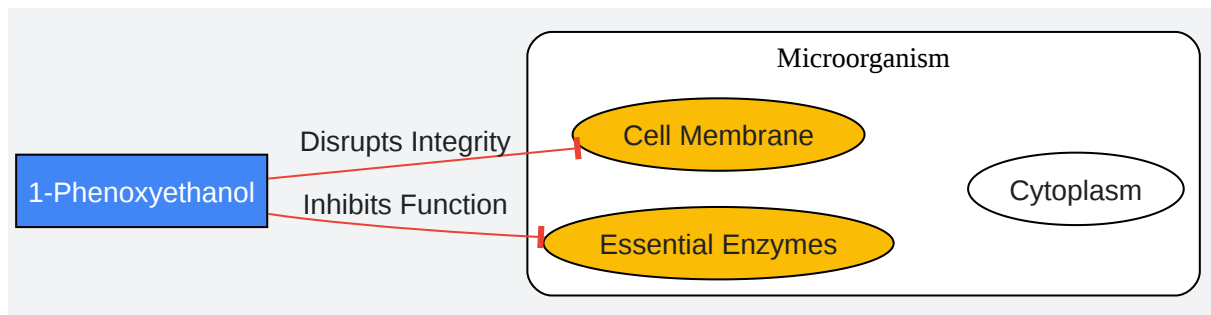 Microorganism
Disrupts Integrity
Cell Membrane
1-Phenoxyethanol
Cytoplasm
Inhibits Function
Essential Enzymes